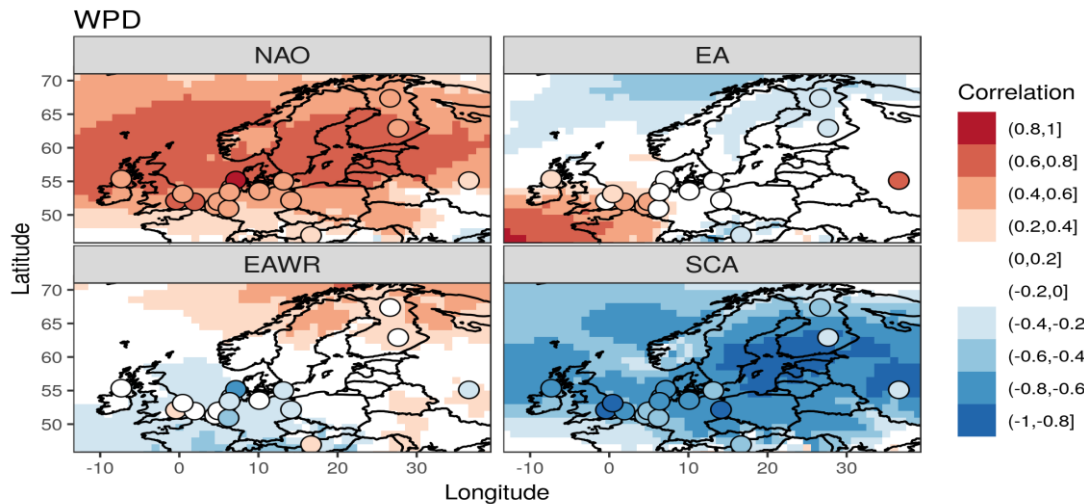 WPD
NAO
EA
Correlation
70
65
60
55
50
(0.8,1]
(0.6,0.8]
(0.4,0.6]
(0.2,0.4]
(0,0.2]
(-0.2,0]
(-0.4,-0.2
(-0.6,-0.4
(-0.8,-0.6
(-1,-0.8]
Latitude
EAWR
SCA
70
65
60
55
50
-10 0 10 20 30
-10 0 10 20 30
Longitude